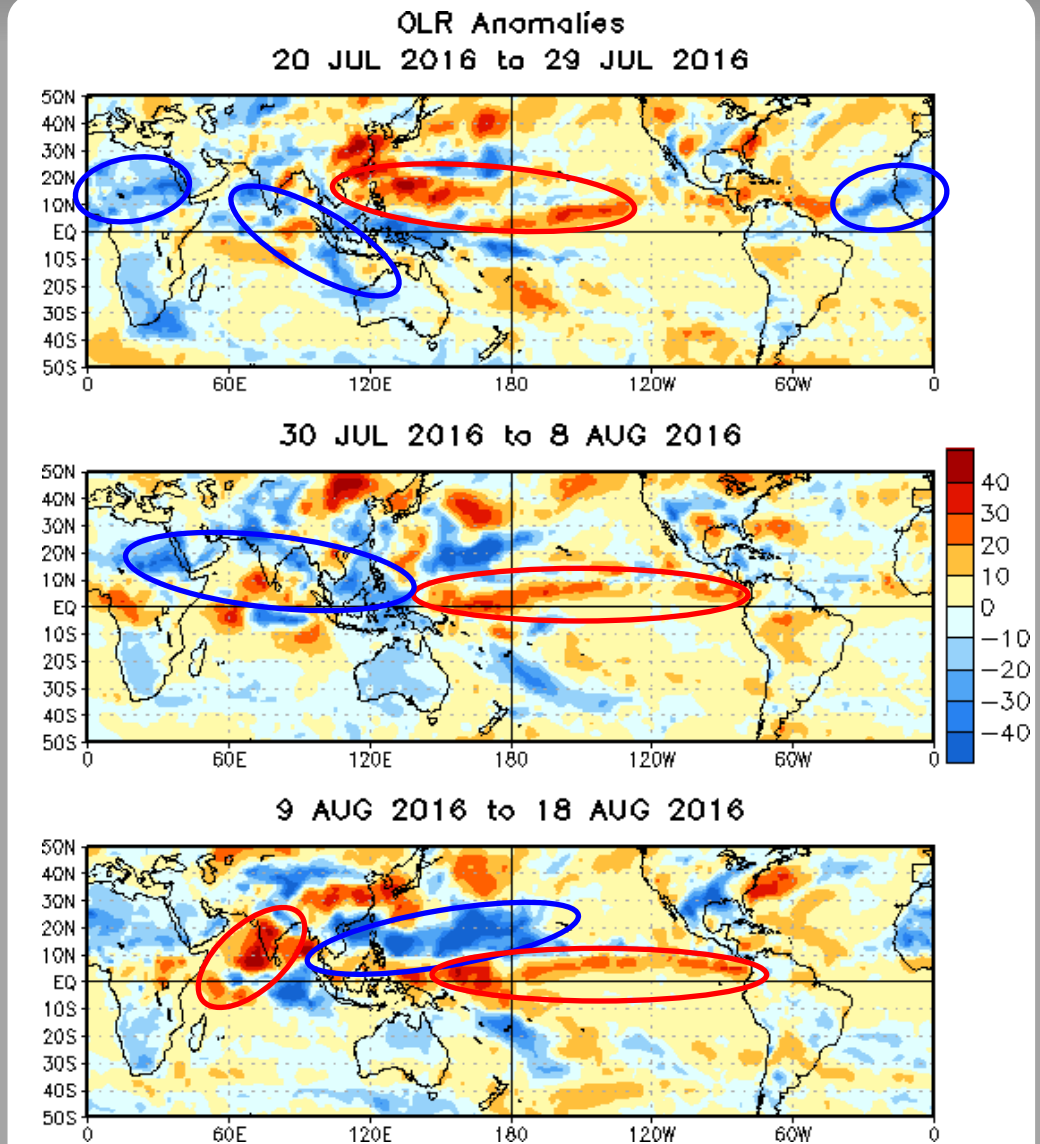 OLR Anomalies
20 JUL 2016 to 29 JUL 2016
50N
40N
30N
20N
10N
EQ
10S
20S
30S
40S
50S
0 60E 120E 180 120W 60W 0
30 JUL 2016 to 8 AUG 2016
50N
40N
30N
20N
10N
EQ
10S
20S
30S
40S
50S
0 60E 120E 180 120W 60W 0
40
30
20
10
0
-10
-20
-30
-40
9 AUG 2016 to 18 AUG 2016
50N
40N
30N
20N
10N
EQ
10S
20S
30S
40S
50S
0 60E 120E 180 120W 60W 0